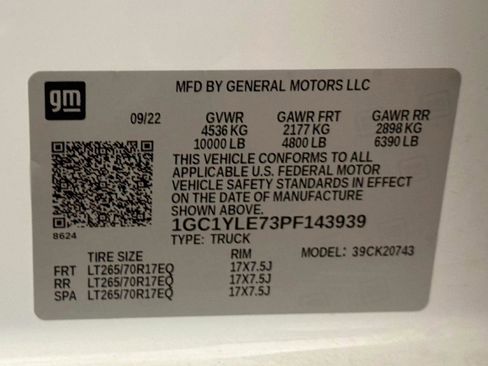 gm
MFD BY GENERAL MOTORS LLC
09/22 GVWR GAWR FRT GAWR RR
4536 KG 2177 KG 2898 KG
10000 LB 4800 LB 6390 LB
THIS VEHICLE CONFORMS TO ALL
APPLICABLE U.S. FEDERAL MOTOR
VEHICLE SAFETY STANDARDS IN EFFECT
ON THE DATE OF MANUFACTURE
SHOWN ABOVE.
1GC1YLE73PF143939
8624
TYPE: TRUCK MODEL: 39CK20743
TIRE SIZE RIM
FRT LT265/70R17EQ 17X7.5J
RR LT265/70R17EQ 17X7.5J
SPA LT265/70R17EQ 17X7.5J